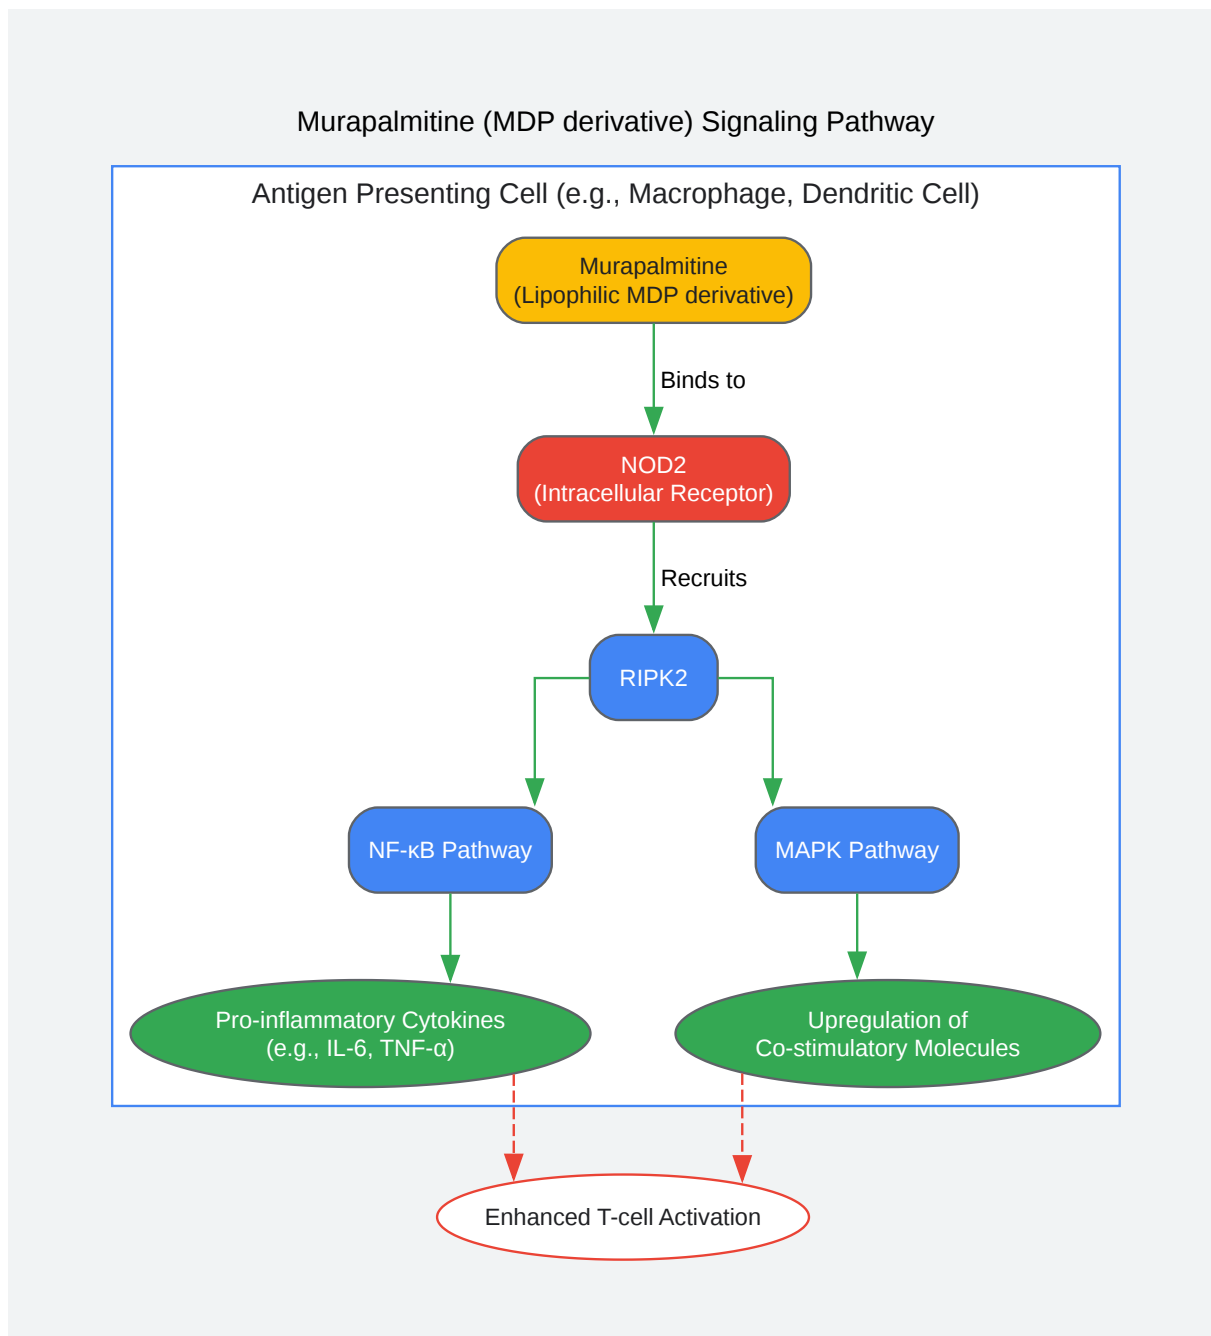 Murapalmitine (MDP derivative) Signaling Pathway
Antigen Presenting Cell (e.g., Macrophage, Dendritic Cell)
Murapalmitine
(Lipophilic MDP derivative)
Binds to
NOD2
(Intracellular Receptor)
Recruits
RIPK2
NF-κB Pathway
MAPK Pathway
Pro-inflammatory Cytokines
(e.g., IL-6, TNF-α)
Upregulation of
Co-stimulatory Molecules
Enhanced T-cell Activation